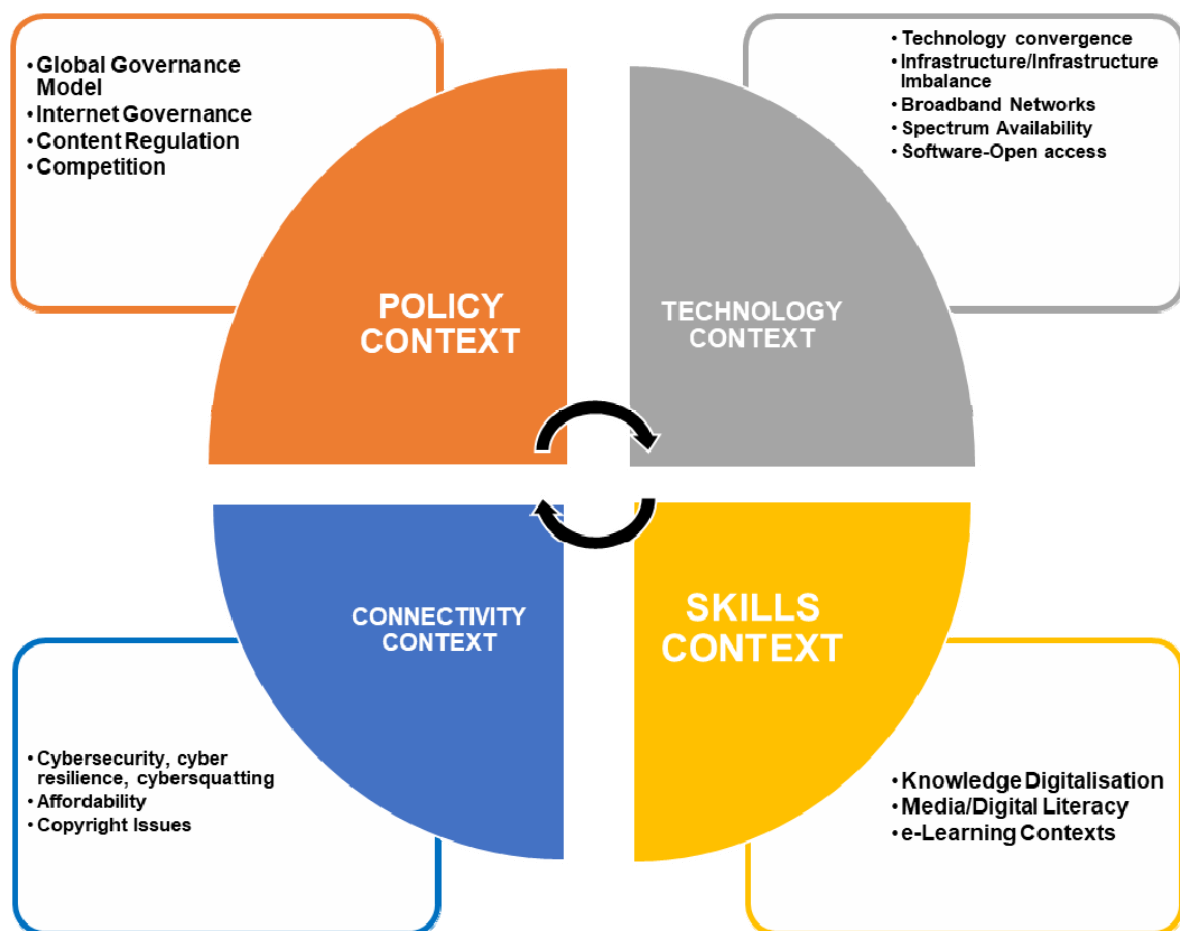 • Global Governance
Model
• Internet Governance
• Content Regulation
• Competition
• Technology convergence
• Infrastructure/Infrastructure
Imbalance
• Broadband Networks
• Spectrum Availability
• Software-Open access
POLICY
CONTEXT
TECHNOLOGY
CONTEXT
CONNECTIVITY
CONTEXT
SKILLS
CONTEXT
• Cybersecurity, cyber
resilience, cybersquatting
• Affordability
• Copyright Issues
• Knowledge Digitalisation
• Media/Digital Literacy
• e-Learning Contexts